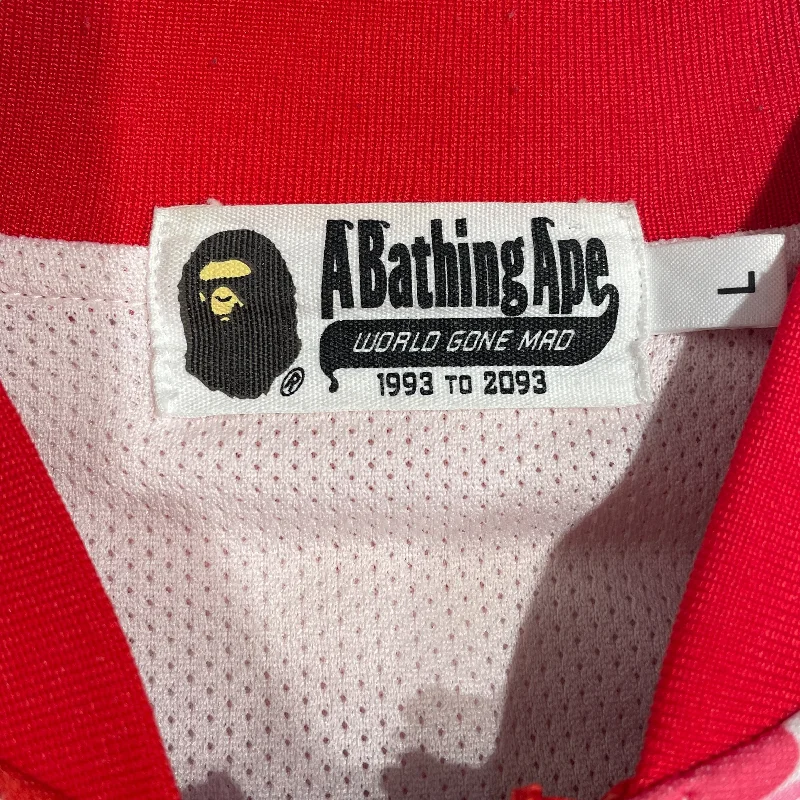 A Bathing Ape
WORLD GONE MAD
1993 TO 2093
®
L